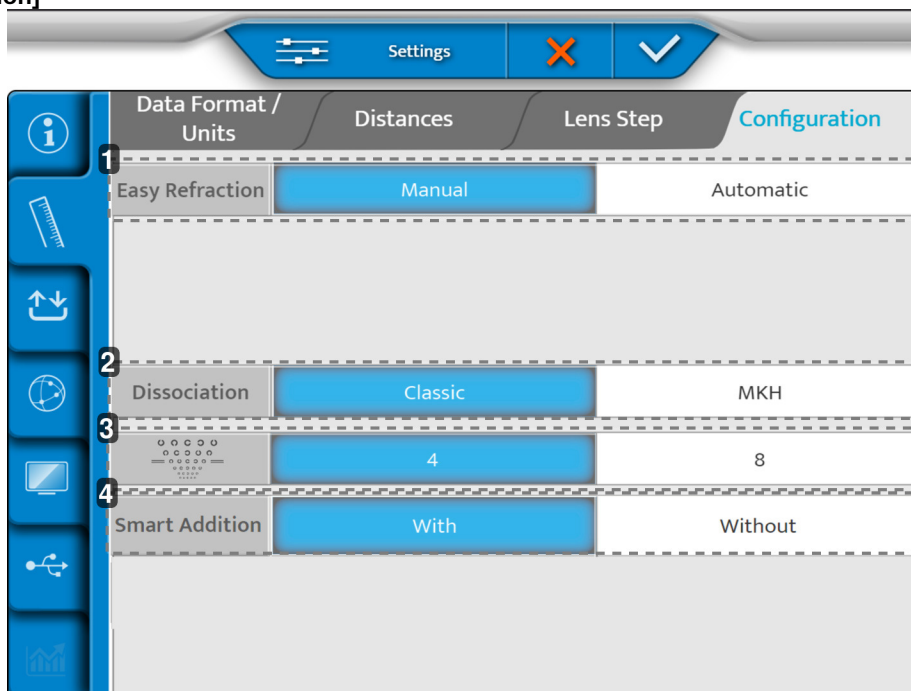 Settings
Data Format /
Units
Distances
Lens Step
Configuration
1
Easy Refraction
Manual
Automatic
2
Dissociation
Classic
MKH
3
4
8
4
Smart Addition
With
Without